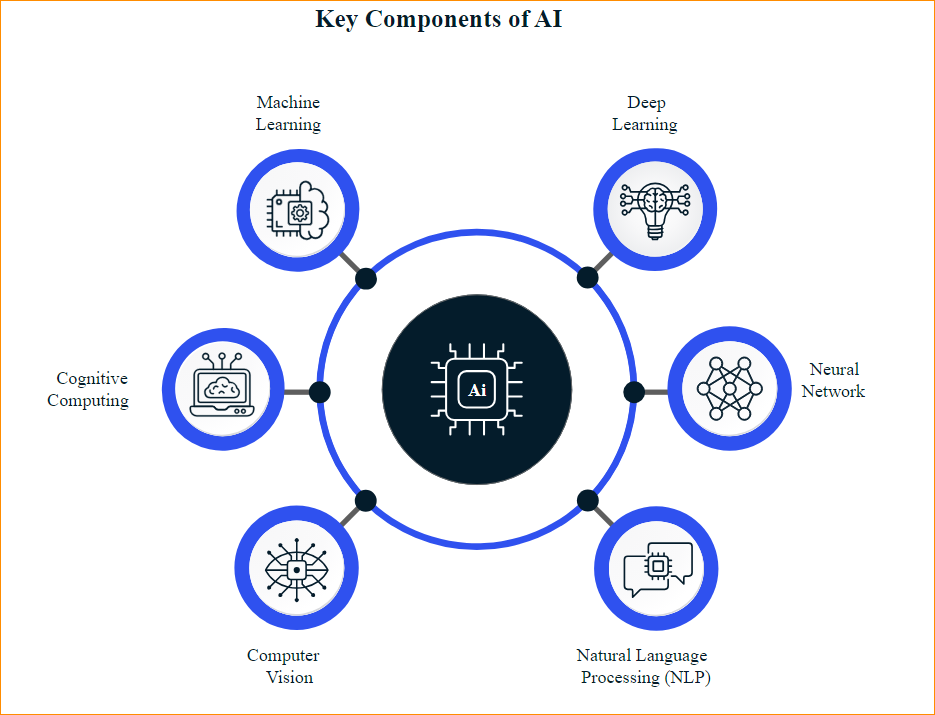 Key Components of AI
Machine
Learning
Deep
Learning
Cognitive
Computing
Ai
Neural
Network
Computer
Vision
Natural Language
Processing (NLP)